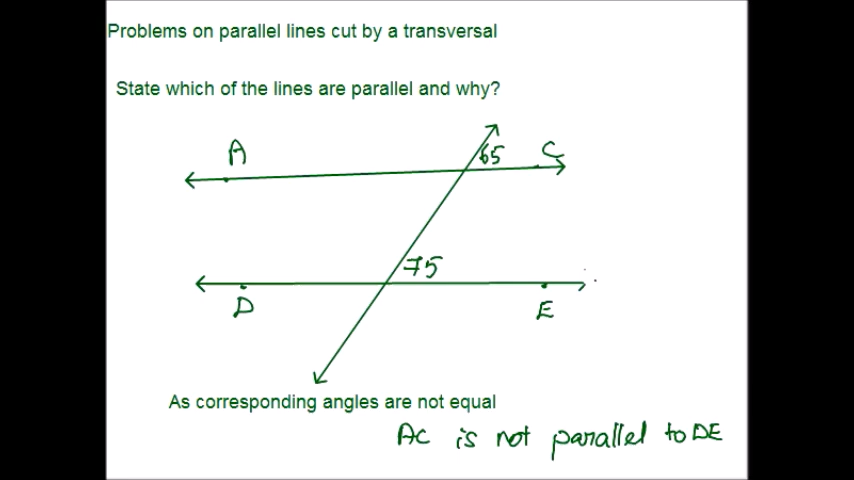 Problems on parallel lines cut by a transversal
State which of the lines are parallel and why?
A 65 C
75
D E
As corresponding angles are not equal
AC is not parallel to DE